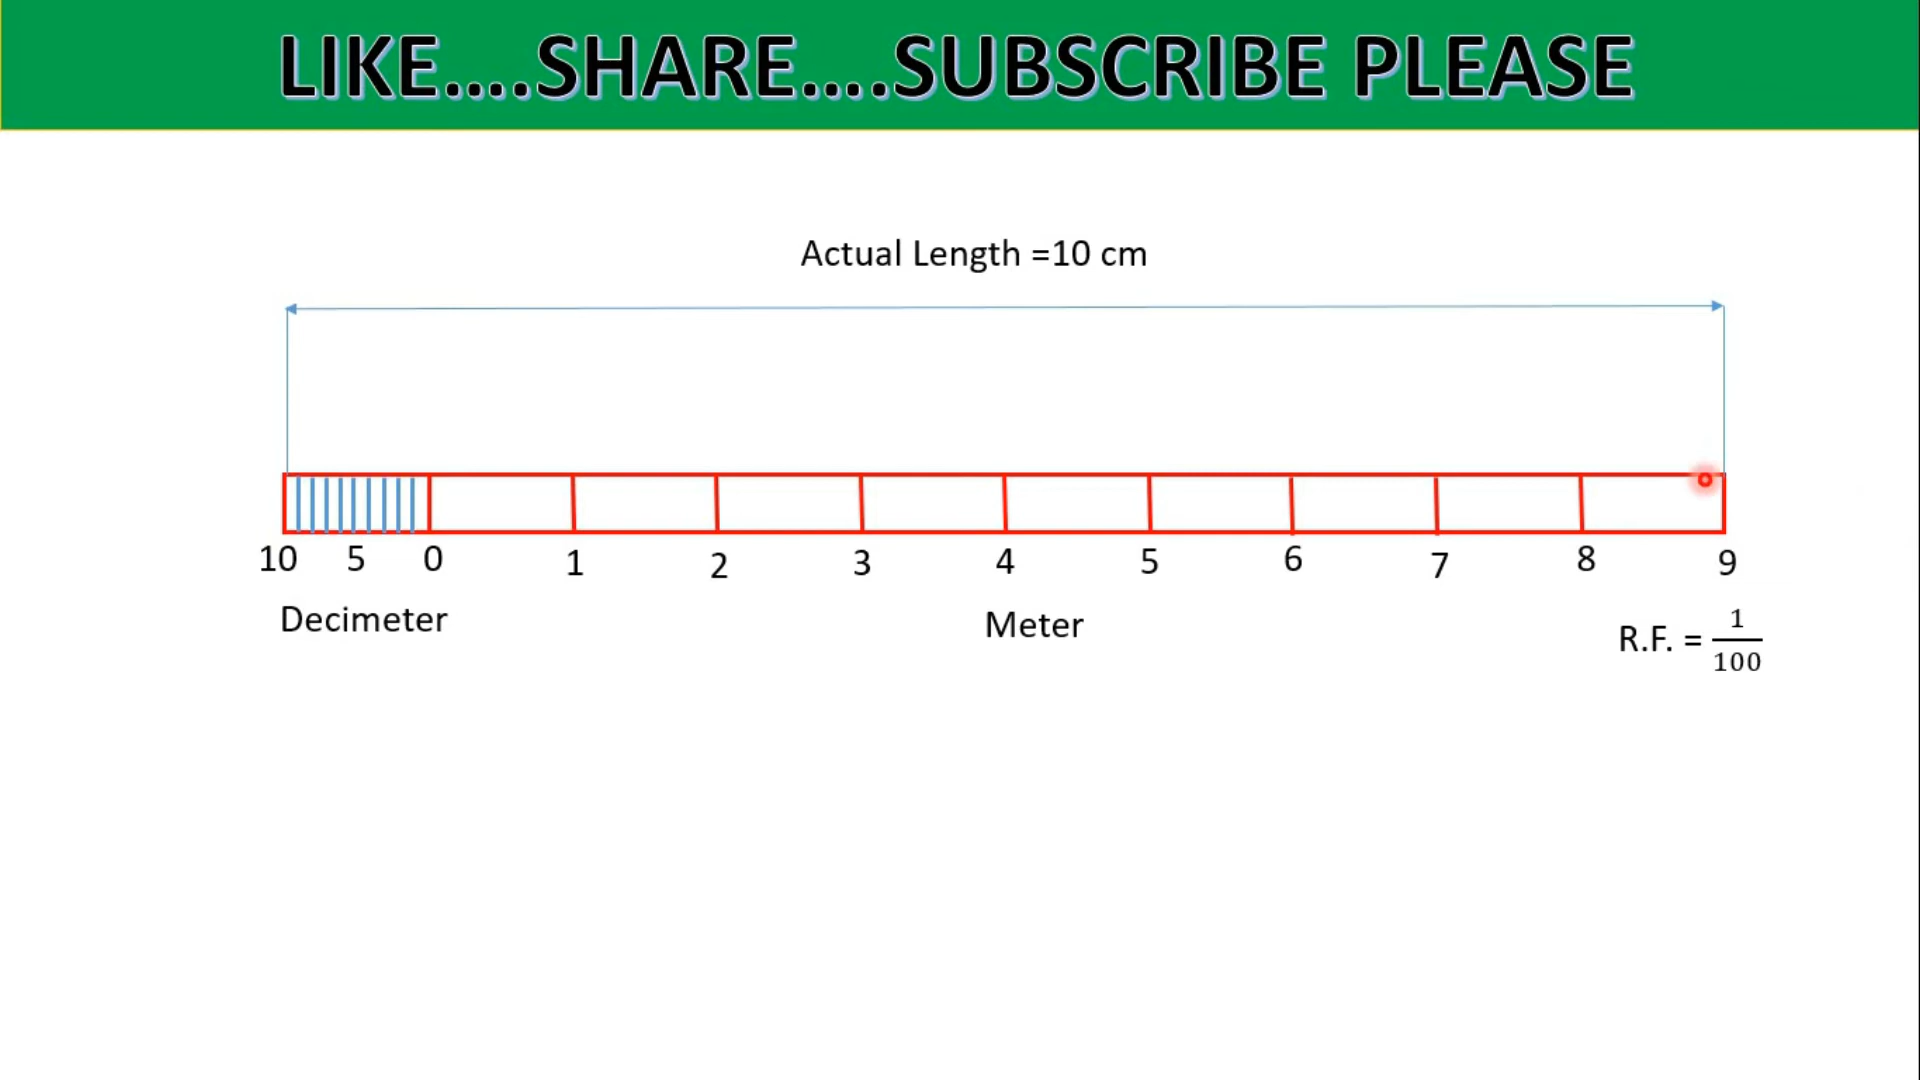 LIKE....SHARE....SUBSCRIBE PLEASE
Actual Length =10 cm
10 5 0 1 2 3 4 5 6 7 8 9
Decimeter Meter
R.F. = 1/100